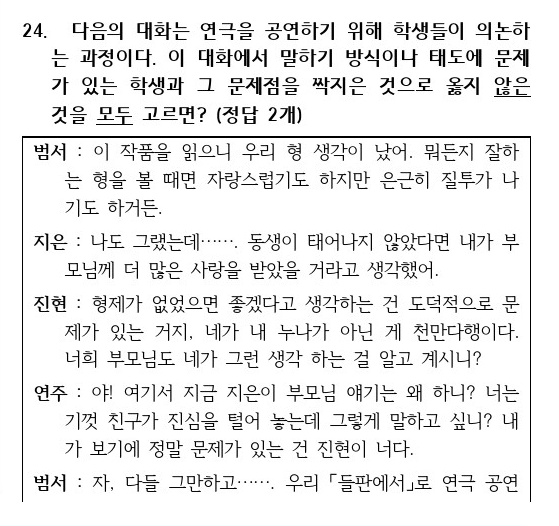 24. 다음의 대화는 연극을 공연하기 위해 학생들이 의논하
는 과정이다. 이 대화에서 말하기 방식이나 태도에 문제
가 있는 학생과 그 문제점을 짝지은 것으로 옳지 않은
것을 모두 고르면? (정답 2개)
범서 : 이 작품을 읽으니 우리 형 생각이 났어. 뭐든지 잘하
는 형을 볼 때면 자랑스럽기도 하지만 은근히 질투가 나
기도 하거든.
지은 : 나도 그랬는데……. 동생이 태어나지 않았다면 내가 부
모님께 더 많은 사랑을 받았을 거라고 생각했어.
진현 : 형제가 없었으면 좋겠다고 생각하는 건 도덕적으로 문
제가 있는 거지, 네가 내 누나가 아닌 게 천만다행이다.
너희 부모님도 네가 그런 생각 하는 걸 알고 계시니?
연주 : 야! 여기서 지금 지은이 부모님 얘기는 왜 하니? 너는
기껏 친구가 진심을 털어 놓는데 그렇게 말하고 싶니? 내
가 보기에 정말 문제가 있는 건 진현이 너다.
범서 : 자, 다들 그만하고……. 우리 「들판에서」로 연극 공연